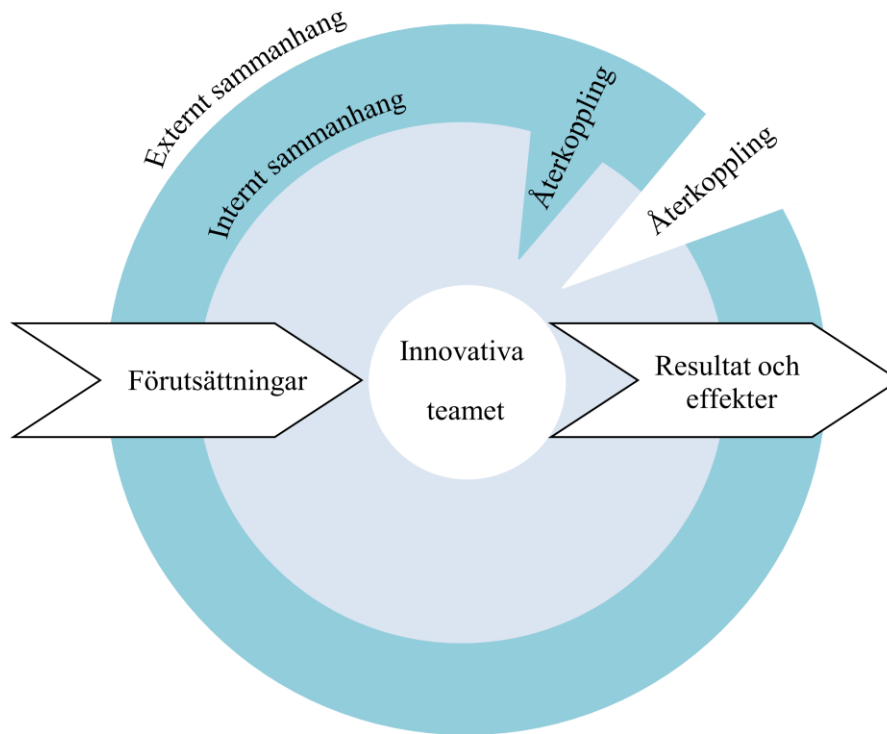 Externt sammanhang
Internt sammanhang
Återkoppling
Återkoppling
Förutsättningar
Innovativa
teamet
Resultat och
effekter